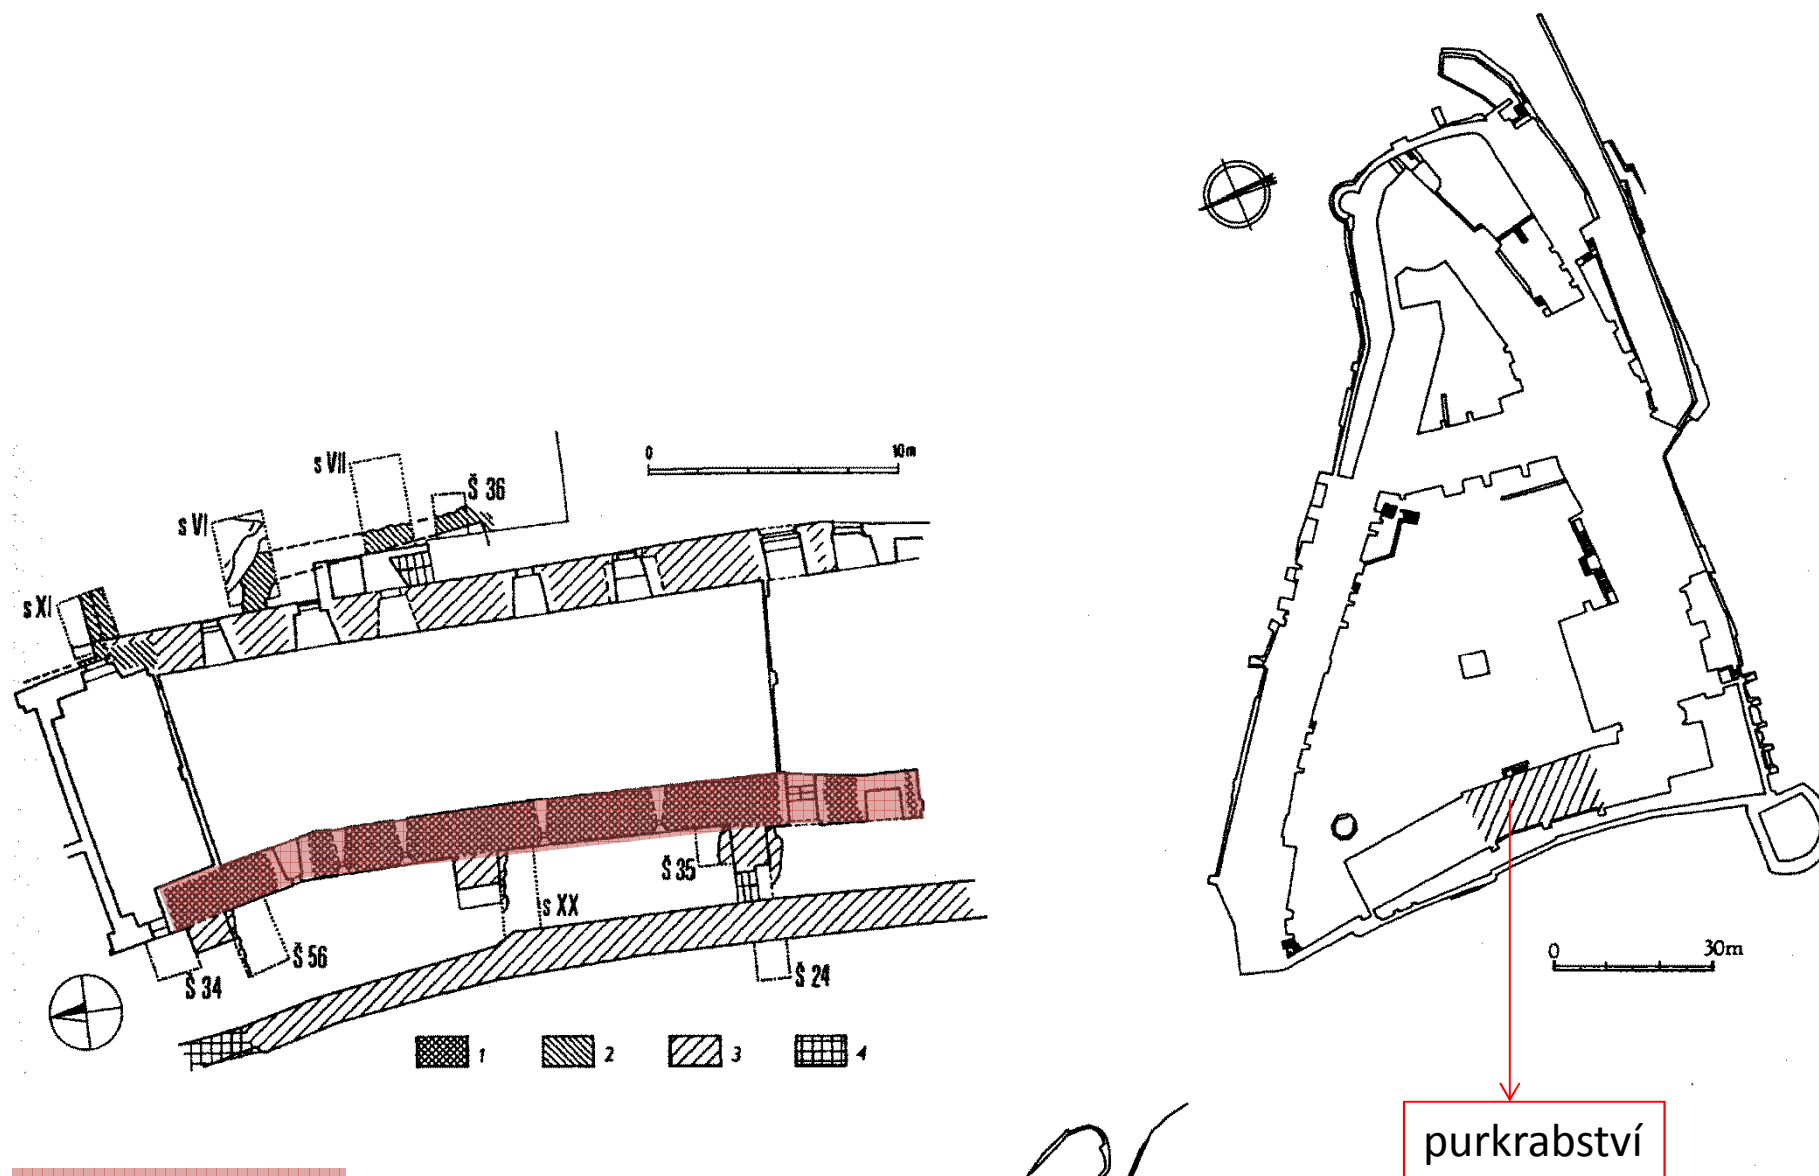 0 10m
s VII
Š 36
s VI
s XI
Š 35
s XX
Š 56
Š 34
Š 24
1 2 3 4
0 30m
purkrabství